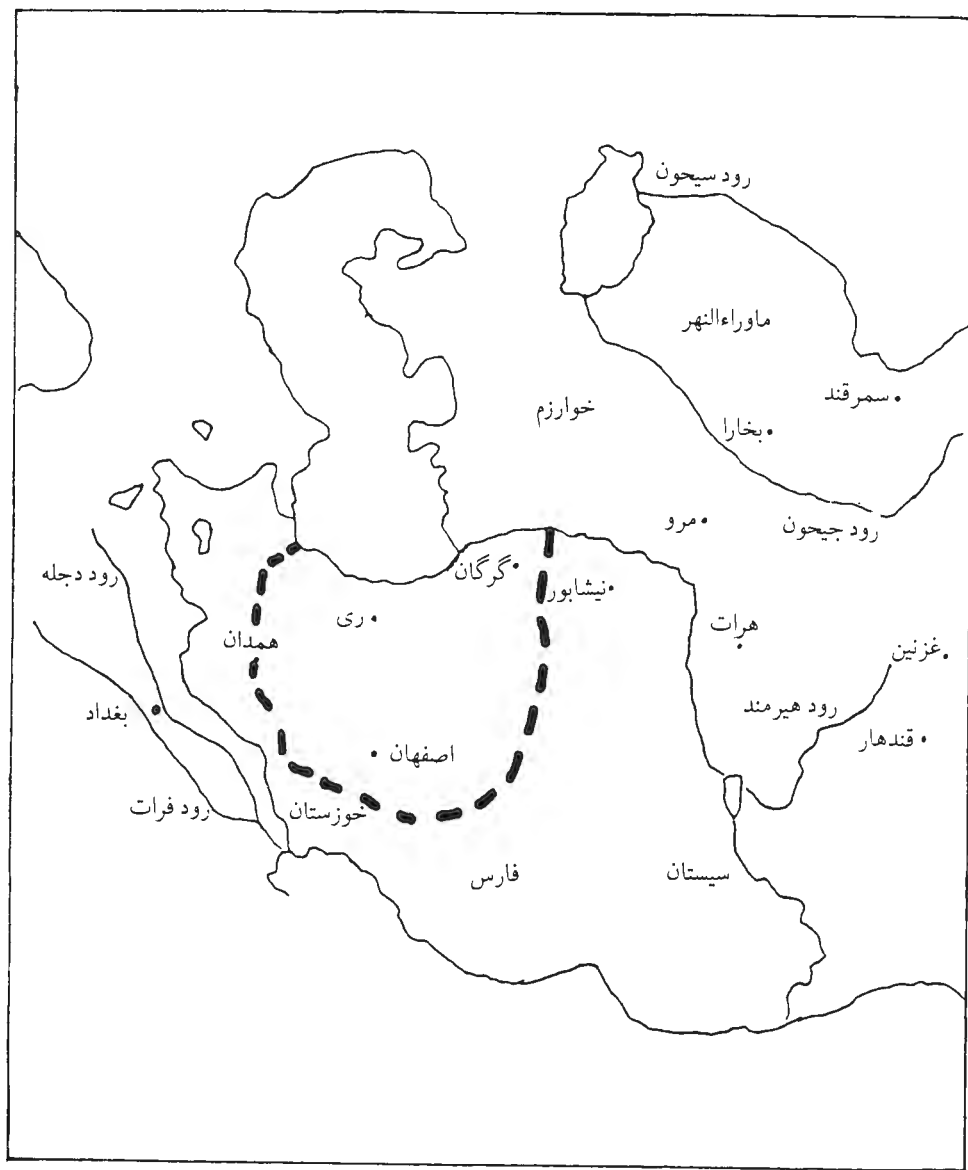 رود سیحون
ماوراءالنهر
سمرقند
خوارزم
بخارا
مرو
رود جیحون
رود دجله
گرگان
نیشابور
ری
همدان
هرات
غزنین
بغداد
رود هیرمند
قندهار
اصفهان
رود فرات
خوزستان
فارس
سیستان